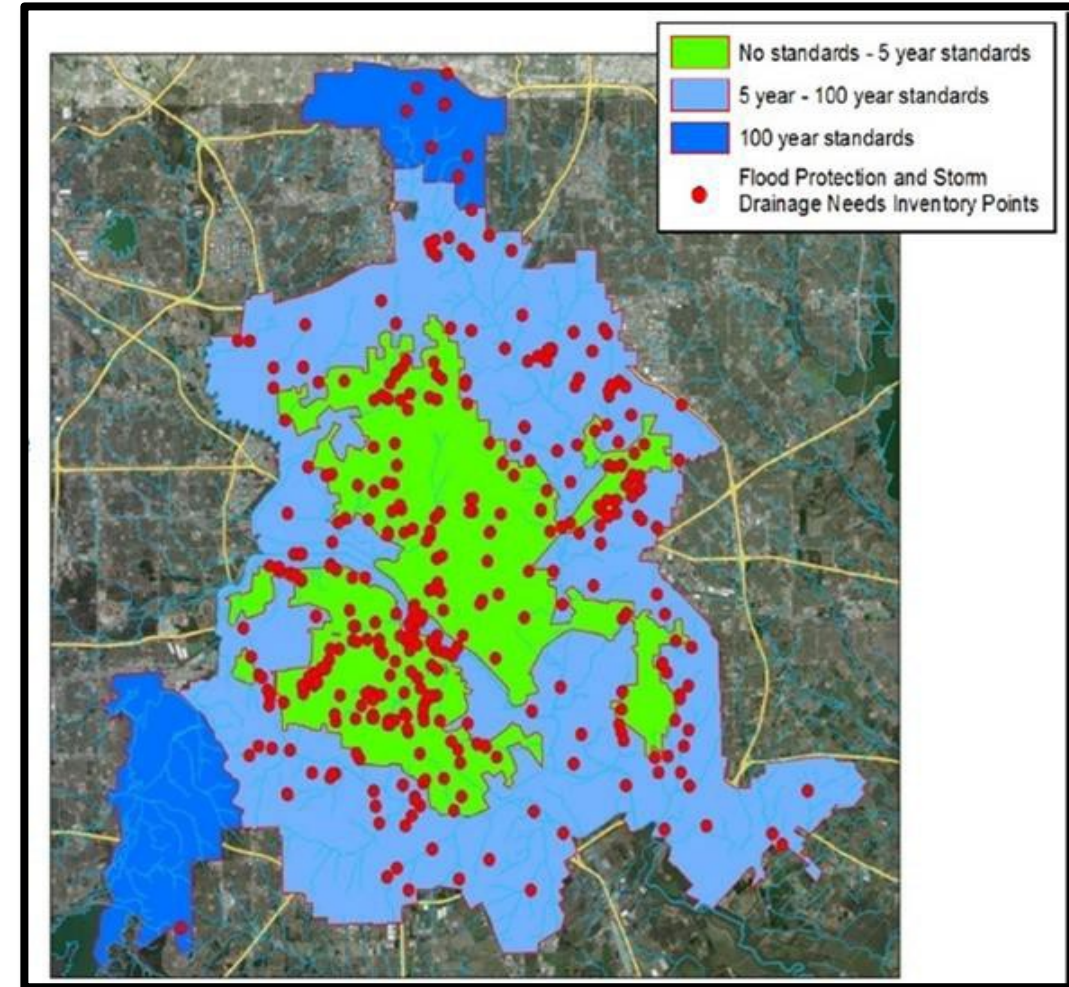 No standards - 5 year standards
5 year - 100 year standards
100 year standards
Flood Protection and Storm
Drainage Needs Inventory Points